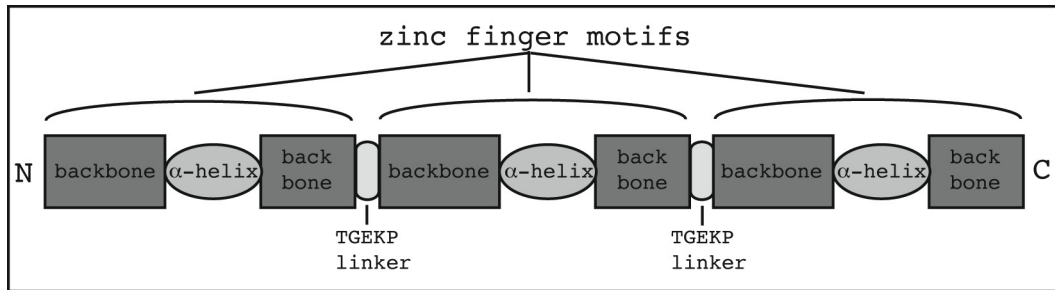 zinc finger motifs
N backbone α-helix back bone backbone α-helix back bone backbone α-helix back bone C
TGEKP linker
TGEKP linker